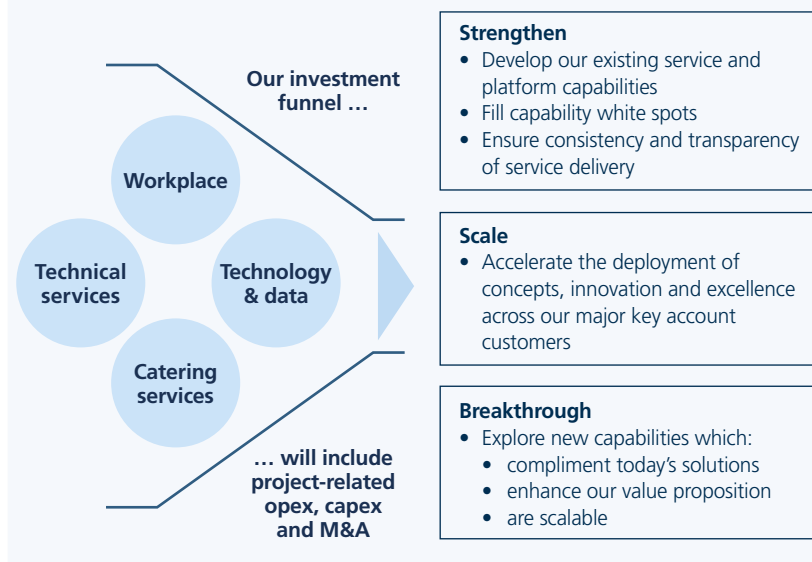 Our investment
funnel …
Workplace
Technical
services
Technology
& data
Catering
services
… will include
project-related
opex, capex
and M&A
Strengthen
• Develop our existing service and
platform capabilities
• Fill capability white spots
• Ensure consistency and transparency
of service delivery
Scale
• Accelerate the deployment of
concepts, innovation and excellence
across our major key account
customers
Breakthrough
• Explore new capabilities which:
• compliment today’s solutions
• enhance our value proposition
• are scalable